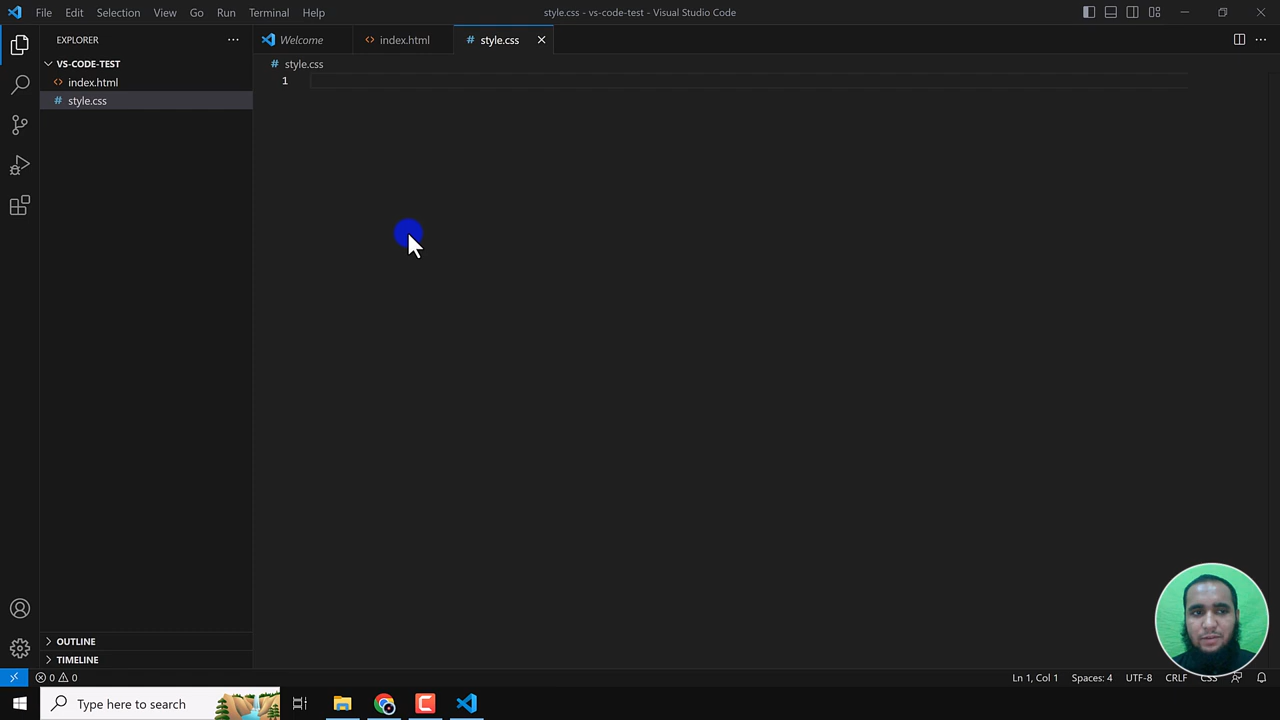 File Edit Selection View Go Run Terminal Help
style.css - vs-code-test - Visual Studio Code
EXPLORER
Welcome
index.html
style.css
VS-CODE-TEST
style.css
index.html
1
style.css
OUTLINE
TIMELINE
0 0
Ln 1, Col 1 Spaces: 4 UTF-8 CRLF CSS
Type here to search